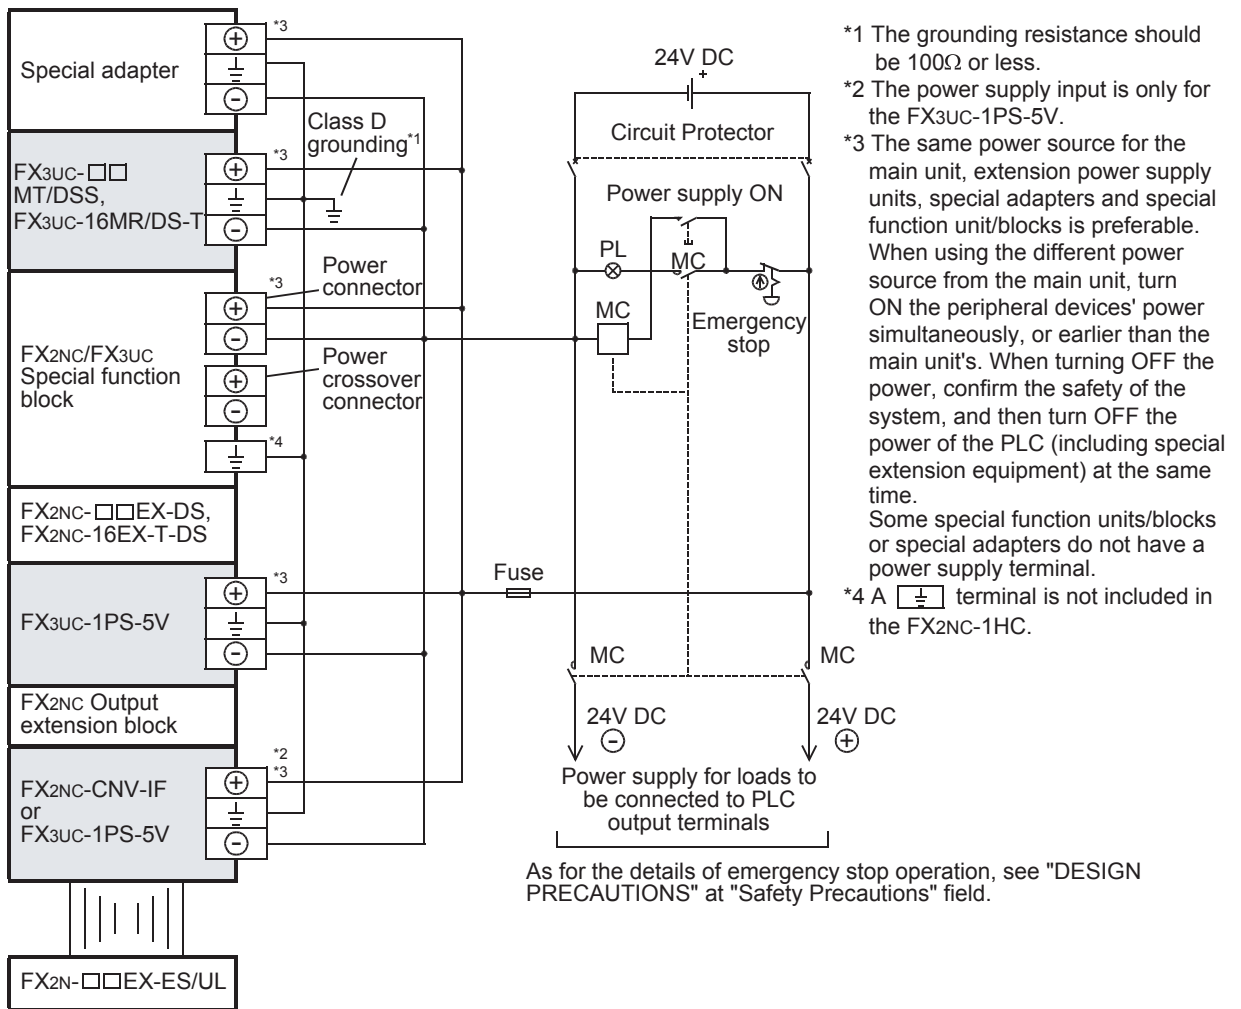 Special adapter
*3
FX3UC-□□
MT/DSS,
FX3UC-16MR/DS-T
*3
Class D
grounding*1
FX2NC/FX3UC
Special function
block
*3
Power
connector
Power
crossover
connector
*4
FX2NC-□□EX-DS,
FX2NC-16EX-T-DS
FX3UC-1PS-5V
*3
FX2NC Output
extension block
FX2NC-CNV-IF
or
FX3UC-1PS-5V
*2
*3
FX2N-□□EX-ES/UL
Fuse
24V DC
+
Circuit Protector
Power supply ON
PL
MC
MC
Emergency
stop
MC
MC
24V DC
24V DC
Power supply for loads to
be connected to PLC
output terminals
As for the details of emergency stop operation, see "DESIGN
PRECAUTIONS" at "Safety Precautions" field.
*1 The grounding resistance should
be 100Ω or less.
*2 The power supply input is only for
the FX3UC-1PS-5V.
*3 The same power source for the
main unit, extension power supply
units, special adapters and special
function unit/blocks is preferable.
When using the different power
source from the main unit, turn
ON the peripheral devices' power
simultaneously, or earlier than the
main unit's. When turning OFF the
power, confirm the safety of the
system, and then turn OFF the
power of the PLC (including special
extension equipment) at the same
time.
Some special function units/blocks
or special adapters do not have a
power supply terminal.
*4 A ⏚ terminal is not included in
the FX2NC-1HC.